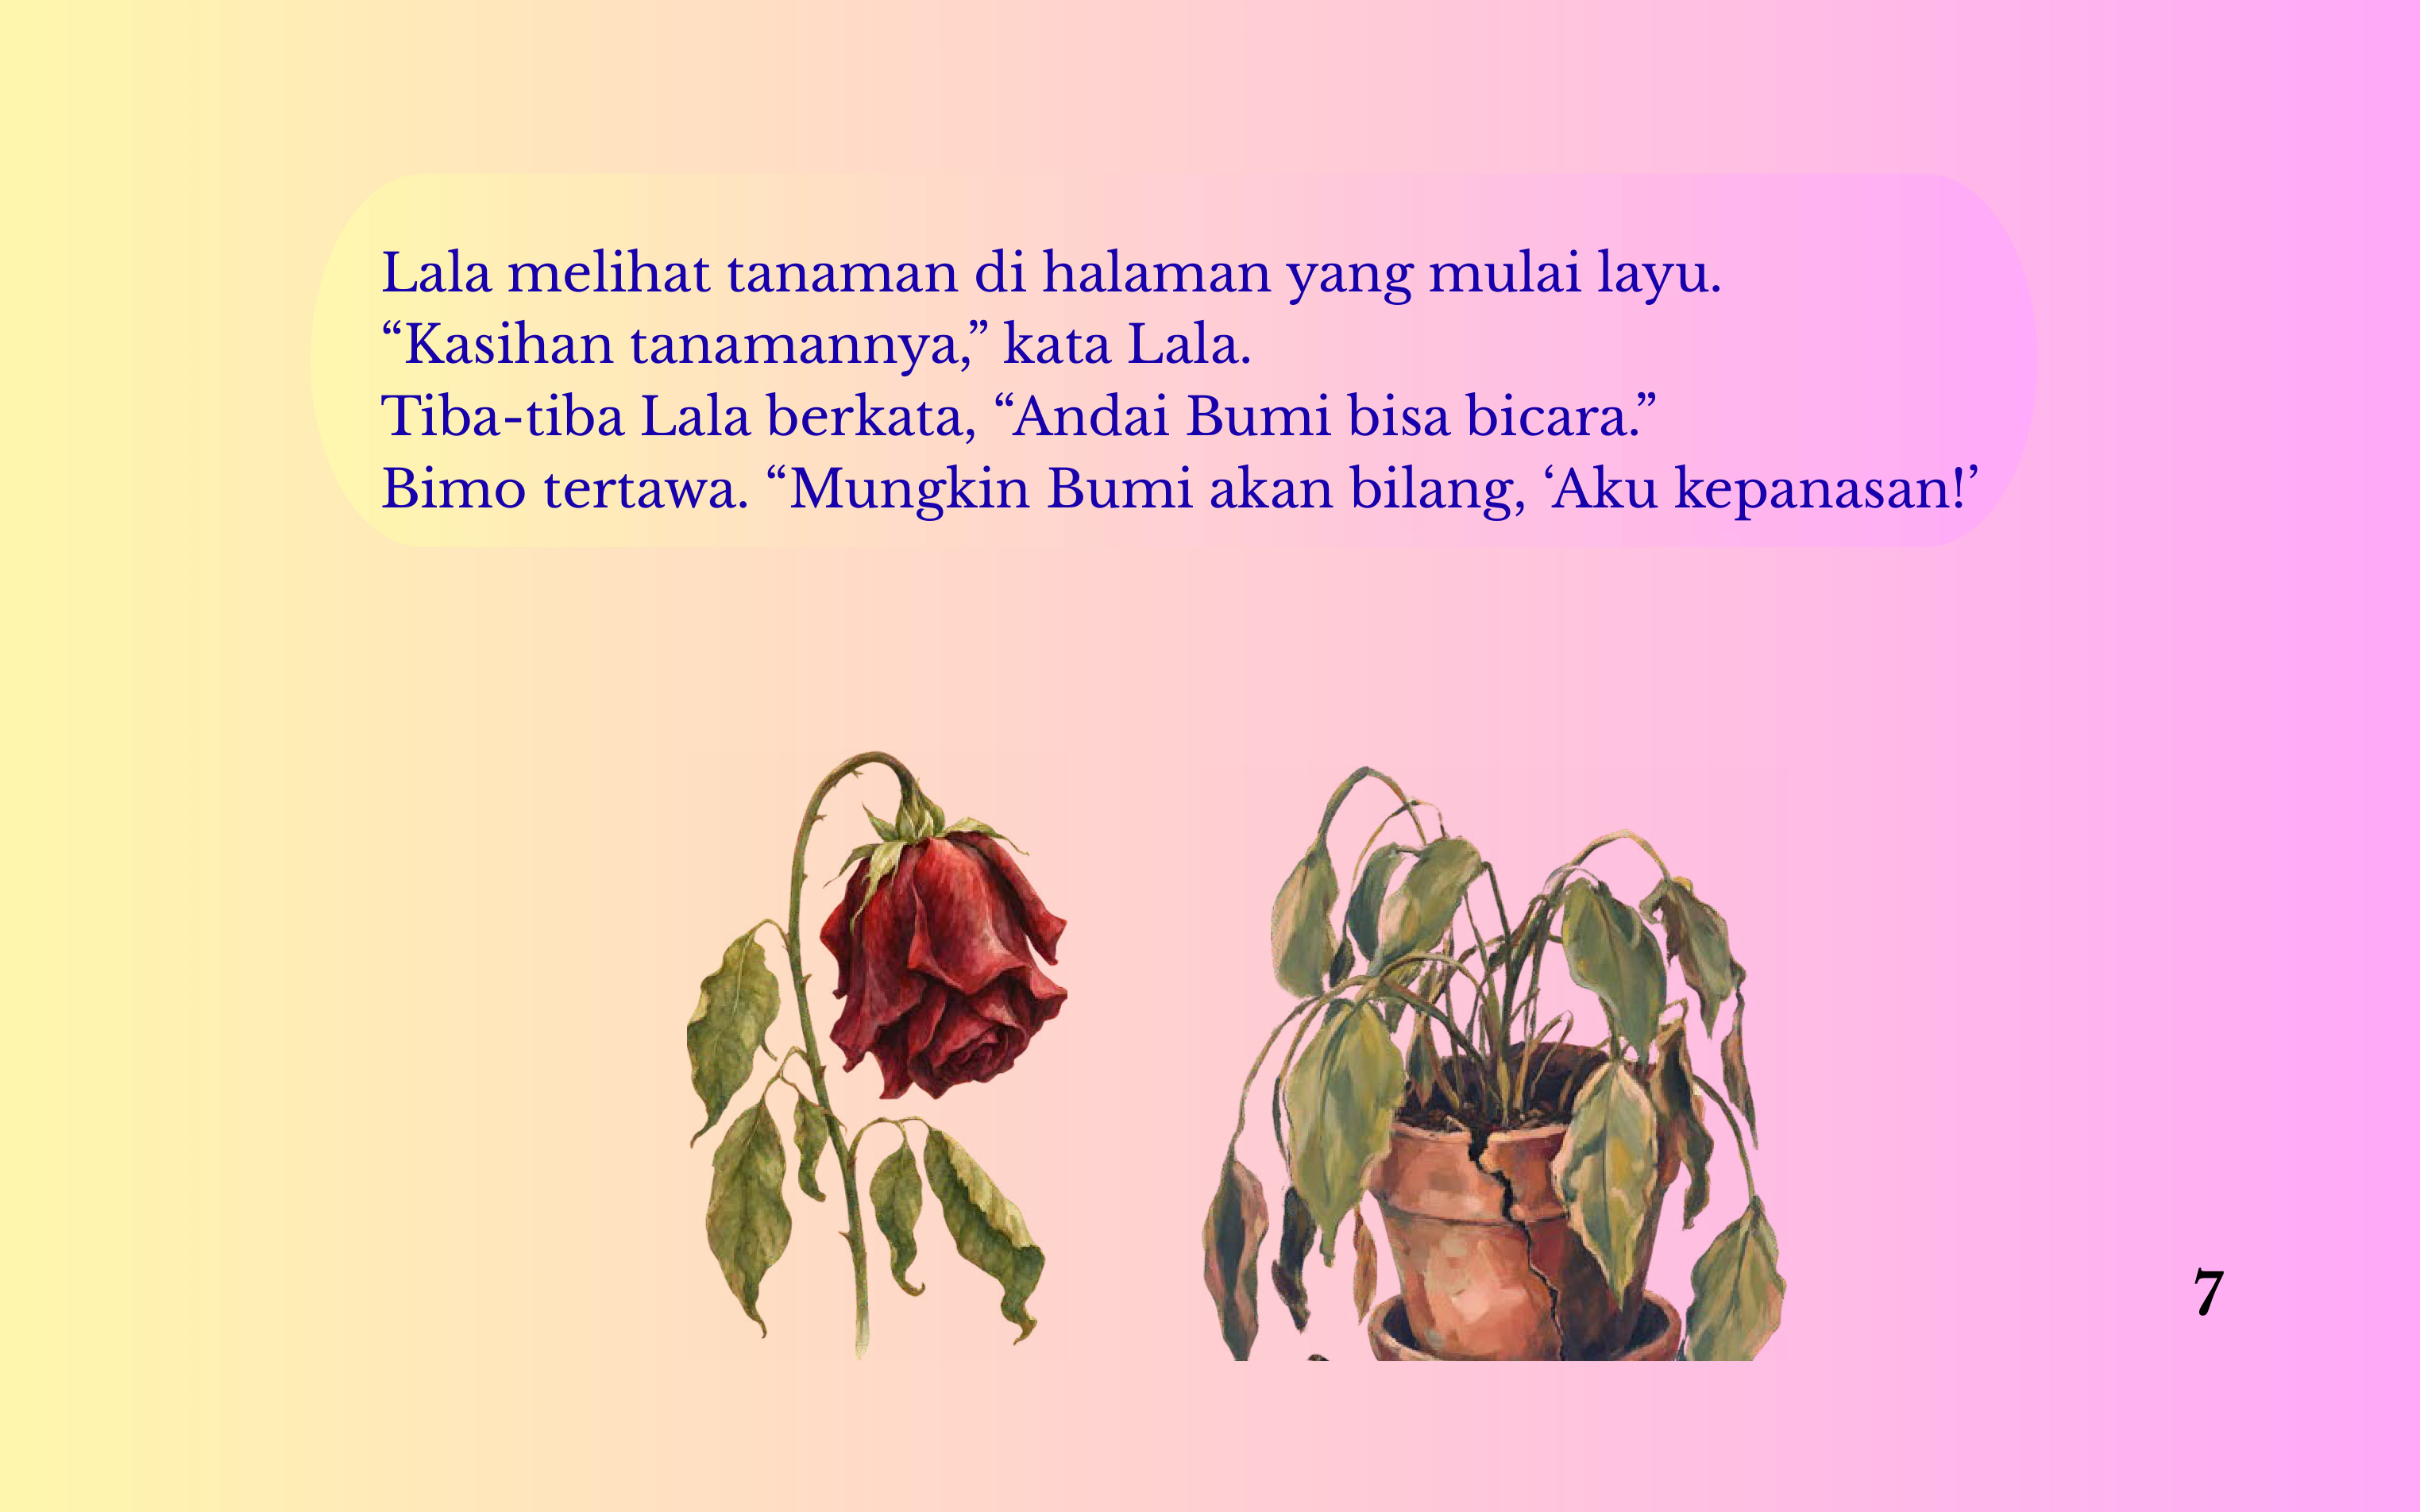 Lala melihat tanaman di halaman yang mulai layu.
“Kasihan tanamannya,” kata Lala.
Tiba-tiba Lala berkata, “Andai Bumi bisa bicara.”
Bimo tertawa. “Mungkin Bumi akan bilang, ‘Aku kepanasan!’
7